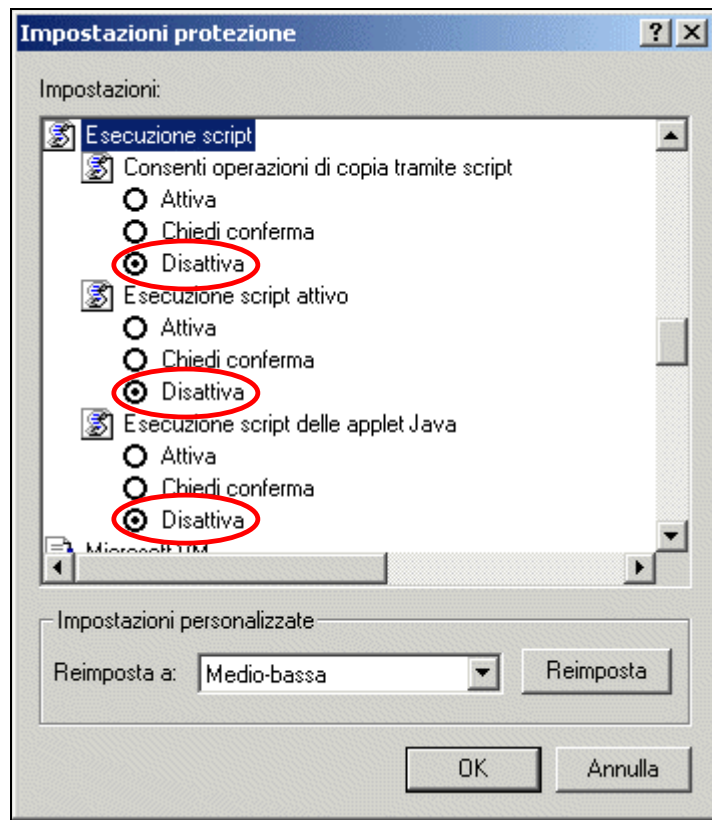 Impostazioni protezione
Impostazioni:
Esecuzione script
Consenti operazioni di copia tramite script
Attiva
Chiedi conferma
Disattiva
Esecuzione script attivo
Attiva
Chiedi conferma
Disattiva
Esecuzione script delle applet Java
Attiva
Chiedi conferma
Disattiva
Microsoft VM
Impostazioni personalizzate
Reimposta a: Medio-bassa Reimposta
OK Annulla